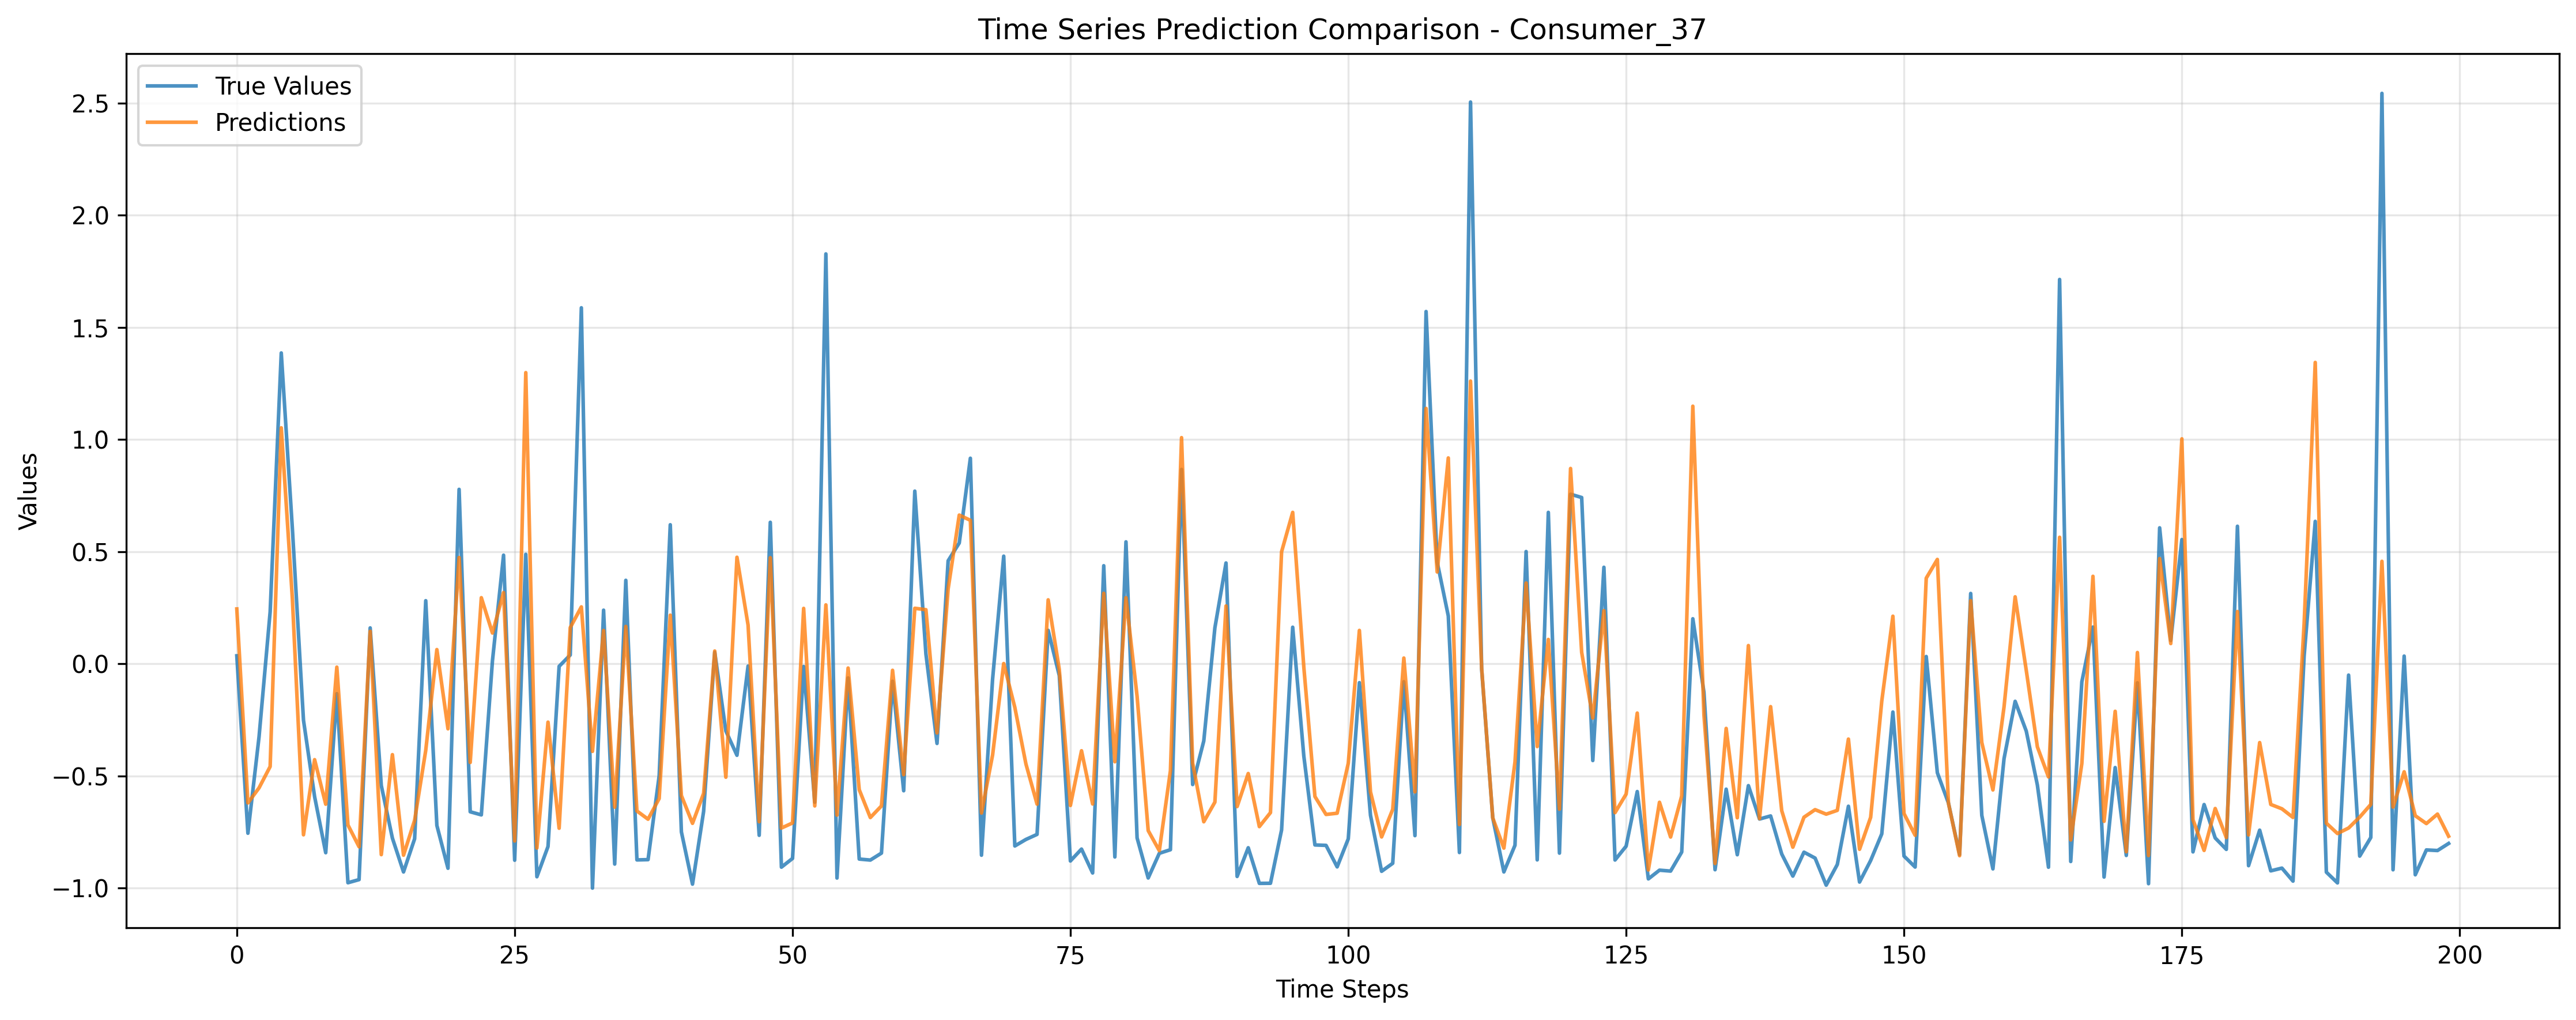 Time Series Prediction Comparison - Consumer_37
True Values
Predictions
2.5
2.0
1.5
1.0
0.5
0.0
−0.5
−1.0
Values
0 25 50 75 100 125 150 175 200
Time Steps